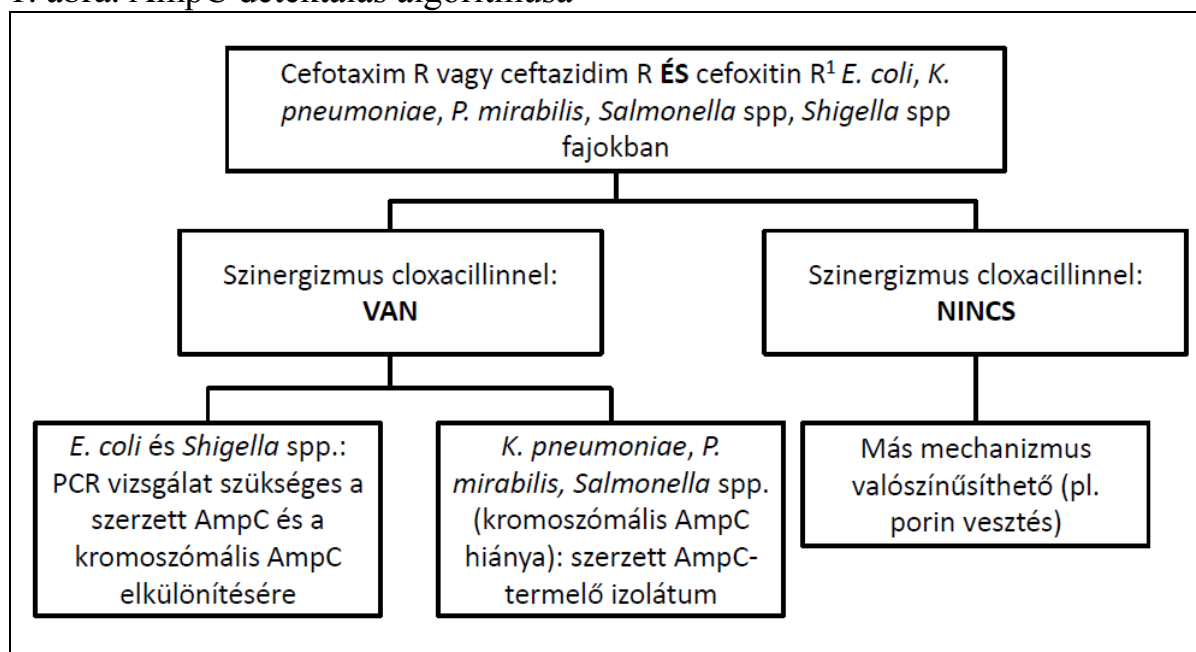 1. ábra: AmpC detektálás algoritmusa
Cefotaxim R vagy ceftazidim R ÉS cefoxitin R¹ E. coli, K.
pneumoniae, P. mirabilis, Salmonella spp, Shigella spp
fajokban
Szinergizmus cloxacillinnel:
VAN
Szinergizmus cloxacillinnel:
NINCS
E. coli és Shigella spp.:
PCR vizsgálat szükséges a
szerzett AmpC és a
kromoszómális AmpC
elkülönítésére
K. pneumoniae, P.
mirabilis, Salmonella spp.
(kromoszómális AmpC
hiánya): szerzett AmpC-
termelő izolátum
Más mechanizmus
valószínűsíthető (pl.
porin vesztés)